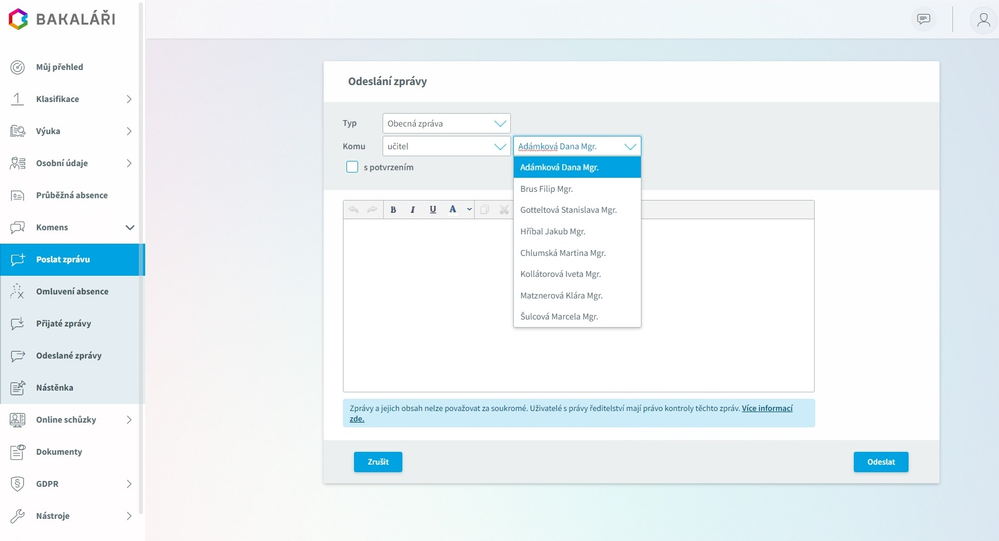 BAKALÁŘI
Můj přehled
Klasifikace
Výuka
Osobní údaje
Průběžná absence
Komens
Poslat zprávu
Omluvení absence
Přijaté zprávy
Odeslané zprávy
Nástěnka
Online schůzky
Dokumenty
GDPR
Nástroje
Odeslání zprávy
Typ
Obecná zpráva
Komu
učitel
Adámková Dana Mgr.
s potvrzením
Adámková Dana Mgr.
Brus Filip Mgr.
Gotteltová Stanislava Mgr.
Hříbal Jakub Mgr.
Chlumská Martina Mgr.
Kollátorová Iveta Mgr.
Matznerová Klára Mgr.
Šulcová Marcela Mgr.
B I U A
Zprávy a jejich obsah nelze považovat za soukromé. Uživatelé s právy ředitelství mají právo kontroly těchto zpráv. Více informací
zde.
Zrušit
Odeslat